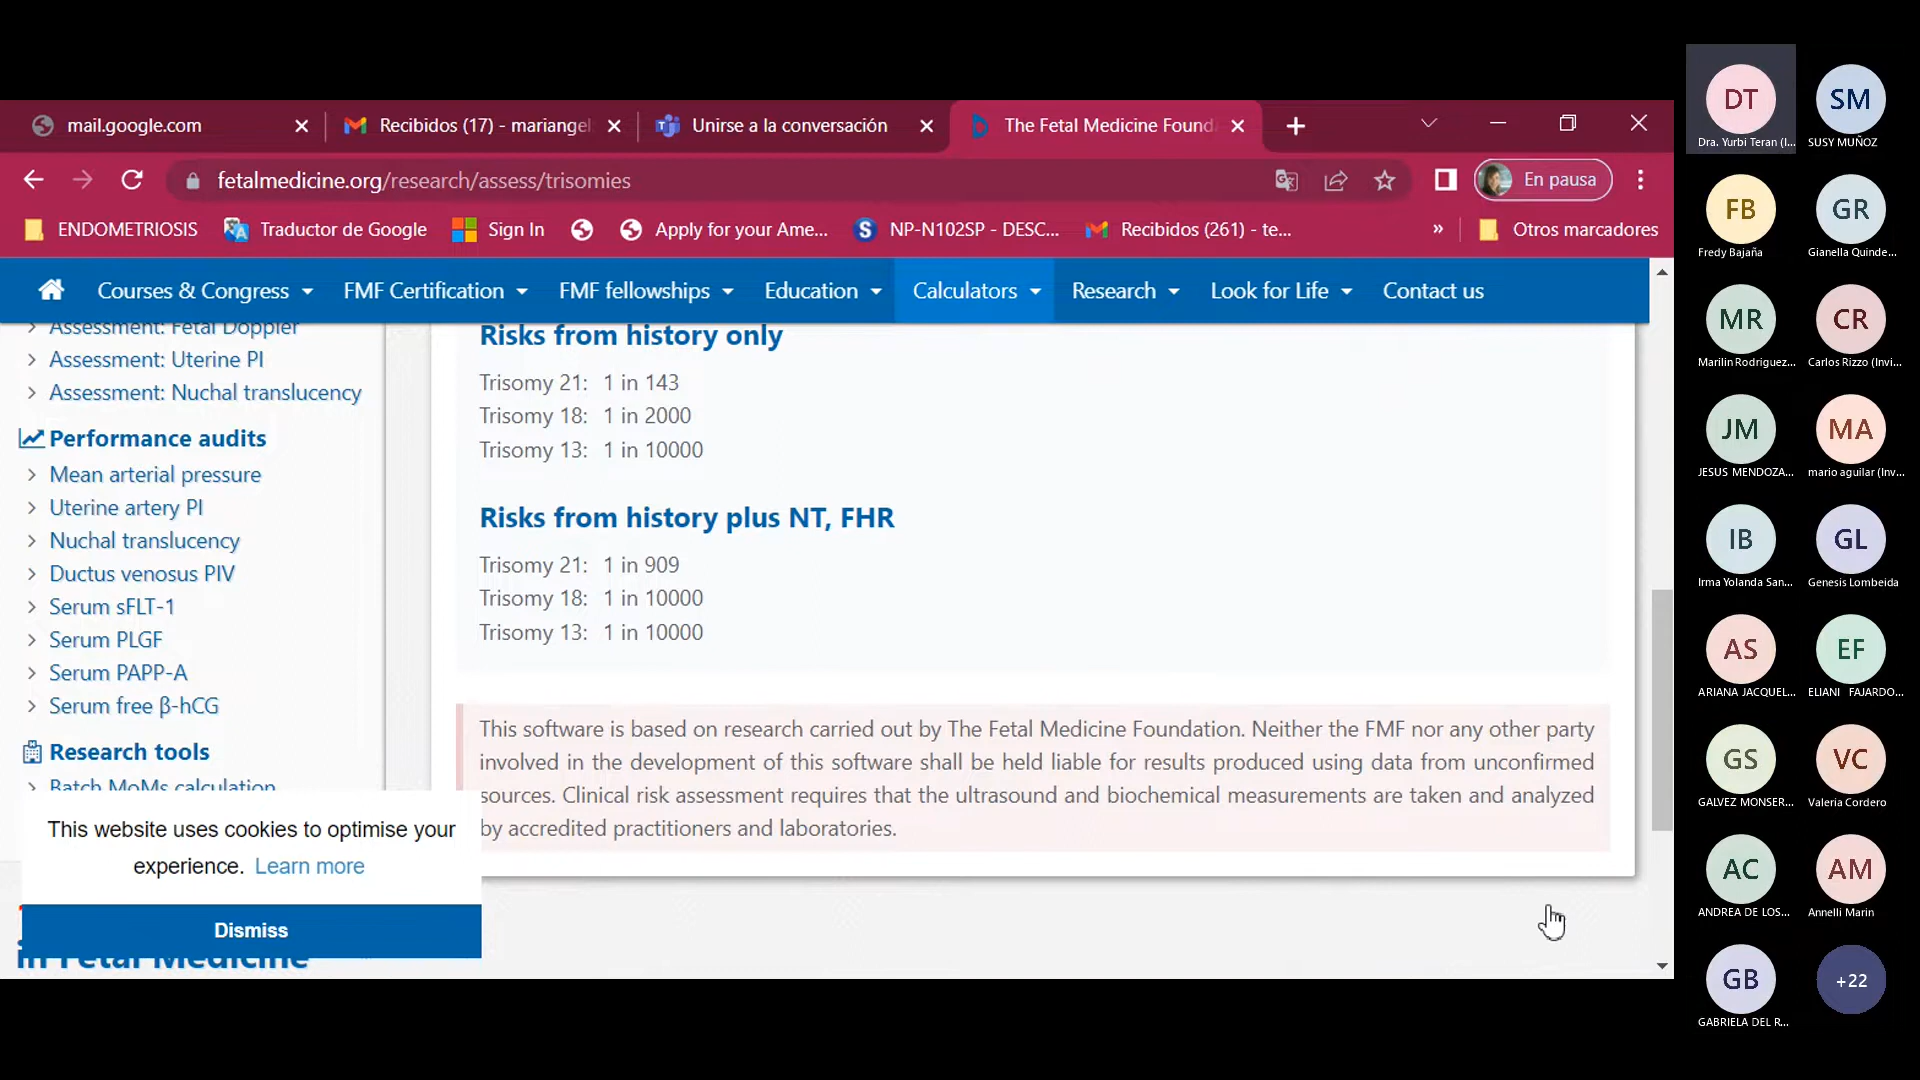 mail.google.com
Recibidos (17) - mariangel
Unirse a la conversación
The Fetal Medicine Found
fetalmedicine.org/research/assess/trisomies
En pausa
ENDOMETRIOSIS
Traductor de Google
Sign In
Apply for your Ame...
NP-N102SP - DESC...
Recibidos (261) - te...
»
Otros marcadores
Courses & Congress
FMF Certification
FMF fellowships
Education
Calculators
Research
Look for Life
Contact us
Assessment: Fetal Doppler
Assessment: Uterine PI
Assessment: Nuchal translucency
Performance audits
Mean arterial pressure
Uterine artery PI
Nuchal translucency
Ductus venosus PIV
Serum sFLT-1
Serum PLGF
Serum PAPP-A
Serum free β-hCG
Research tools
Batch MoMs calculation
This website uses cookies to optimise your
experience. Learn more
Dismiss
in Fetal Medicine
Risks from history only
Trisomy 21: 1 in 143
Trisomy 18: 1 in 2000
Trisomy 13: 1 in 10000
Risks from history plus NT, FHR
Trisomy 21: 1 in 909
Trisomy 18: 1 in 10000
Trisomy 13: 1 in 10000
This software is based on research carried out by The Fetal Medicine Foundation. Neither the FMF nor any other party
involved in the development of this software shall be held liable for results produced using data from unconfirmed
sources. Clinical risk assessment requires that the ultrasound and biochemical measurements are taken and analyzed
by accredited practitioners and laboratories.
DT
Dra. Yurbi Teran (I...
SM
SUSY MUÑOZ
FB
Fredy Bajaña
GR
Gianella Quinde...
MR
Marilin Rodriguez...
CR
Carlos Rizzo (Invi...
JM
JESUS MENDOZA...
MA
mario aguilar (Inv...
IB
Irma Yolanda San...
GL
Genesis Lombeida
AS
ARIANA JACQUEL...
EF
ELIANI FAJARDO...
GS
GALVEZ MONSER...
VC
Valeria Cordero
AC
ANDREA DE LOS...
AM
Annelli Marin
GB
GABRIELA DEL R...
+22